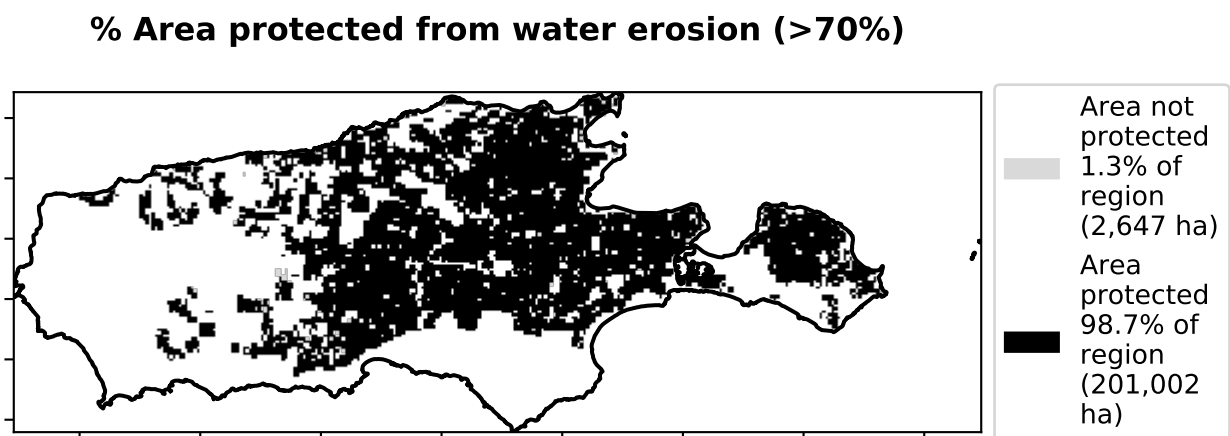 % Area protected from water erosion (>70%)
Area not
protected
1.3% of
region
(2,647 ha)
Area
protected
98.7% of
region
(201,002
ha)